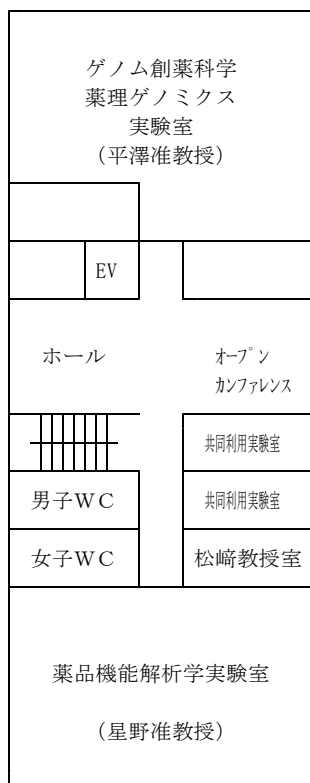 ゲノム創薬科学
薬理ゲノミクス
実験室
（平澤准教授）
EV
ホール
オープン
カンファレンス
共同利用実験室
男子WC
共同利用実験室
女子WC
松﨑教授室
薬品機能解析学実験室
（星野准教授）